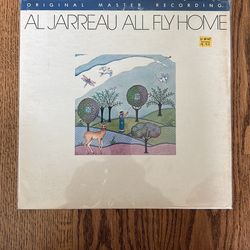 ORIGINAL MASTER RECORDING
AL JARREAU ALL FLY HOME